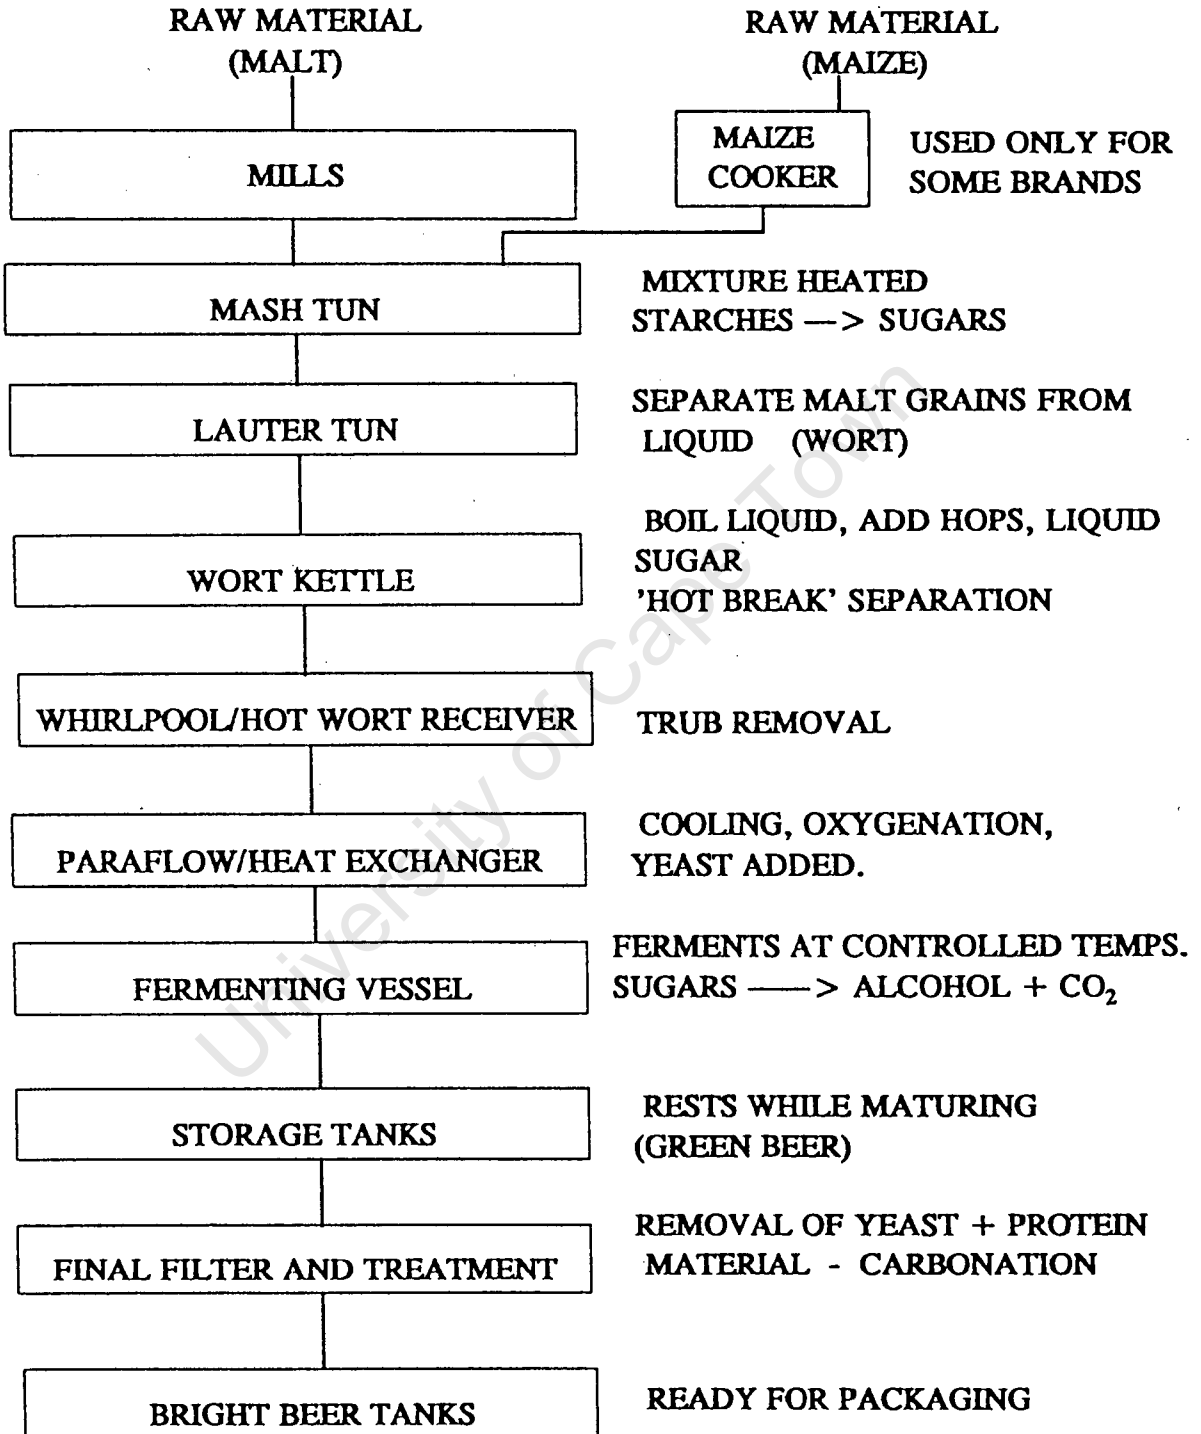 RAW MATERIAL
(MALT)
RAW MATERIAL
(MAIZE)
MILLS
MAIZE
COOKER
USED ONLY FOR
SOME BRANDS
MASH TUN
MIXTURE HEATED
STARCHES —> SUGARS
LAUTER TUN
SEPARATE MALT GRAINS FROM
LIQUID (WORT)
WORT KETTLE
BOIL LIQUID, ADD HOPS, LIQUID
SUGAR
'HOT BREAK' SEPARATION
WHIRLPOOL/HOT WORT RECEIVER
TRUB REMOVAL
PARAFLOW/HEAT EXCHANGER
COOLING, OXYGENATION,
YEAST ADDED.
FERMENTING VESSEL
FERMENTS AT CONTROLLED TEMPS.
SUGARS ——> ALCOHOL + CO₂
STORAGE TANKS
RESTS WHILE MATURING
(GREEN BEER)
FINAL FILTER AND TREATMENT
REMOVAL OF YEAST + PROTEIN
MATERIAL - CARBONATION
BRIGHT BEER TANKS
READY FOR PACKAGING
University of Cape Town